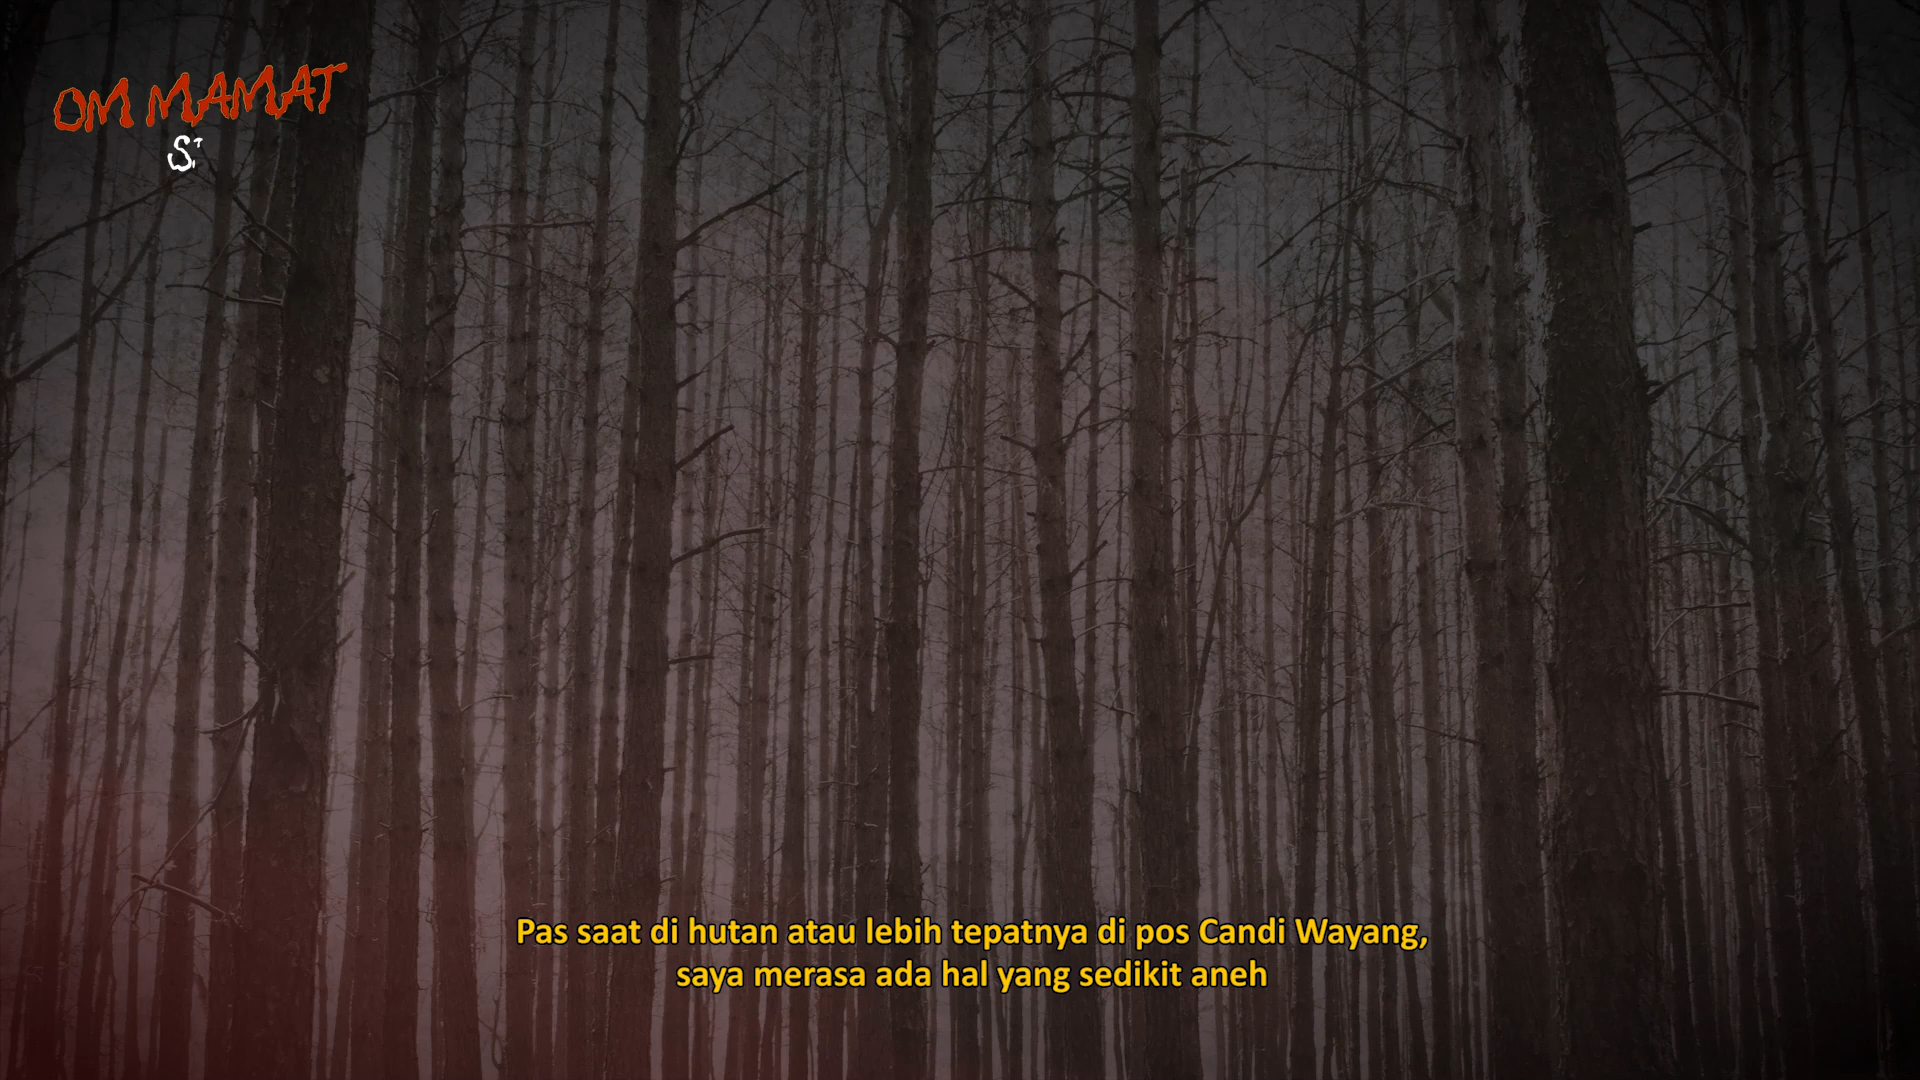 OM MAMAT
Pas saat di hutan atau lebih tepatnya di pos Candi Wayang,
saya merasa ada hal yang sedikit aneh